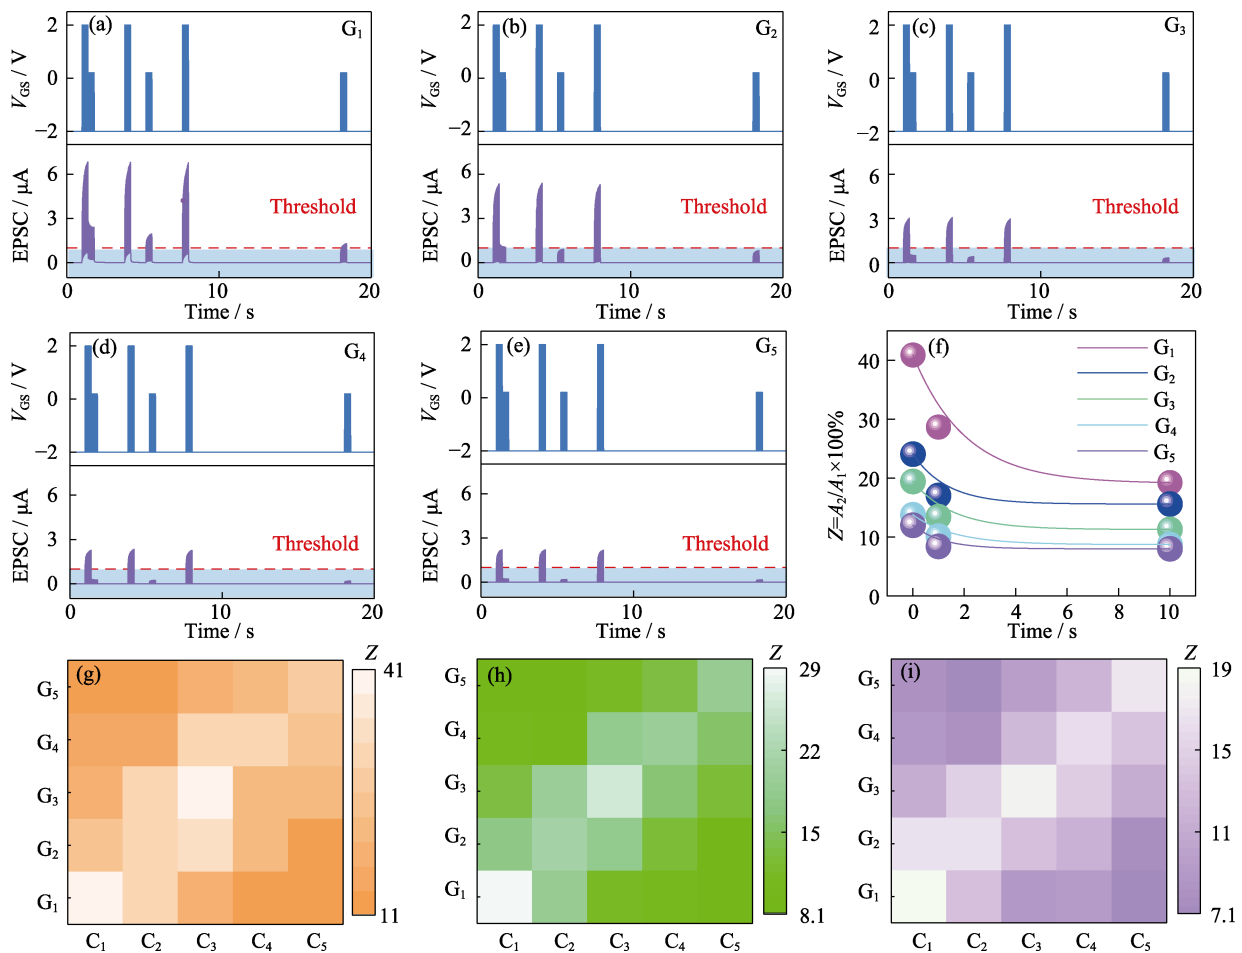 (a) G1
2
0
−2
VGS / V
6
3
0
EPSC / μA
Threshold
0 10 20
Time / s
(b) G2
2
0
−2
VGS / V
6
3
0
EPSC / μA
Threshold
0 10 20
Time / s
(c) G3
2
0
−2
VGS / V
6
3
0
EPSC / μA
Threshold
0 10 20
Time / s
(d) G4
2
0
−2
VGS / V
6
3
0
EPSC / μA
Threshold
0 10 20
Time / s
(e) G5
2
0
−2
VGS / V
6
3
0
EPSC / μA
Threshold
0 10 20
Time / s
(f)
G1
G2
G3
G4
G5
40
30
20
10
0
Z=A2/A1×100%
0 2 4 6 8 10
Time / s
(g)
Z
41
11
G5
G4
G3
G2
G1
C1 C2 C3 C4 C5
(h)
Z
29
22
15
8.1
G5
G4
G3
G2
G1
C1 C2 C3 C4 C5
(i)
Z
19
15
11
7.1
G5
G4
G3
G2
G1
C1 C2 C3 C4 C5